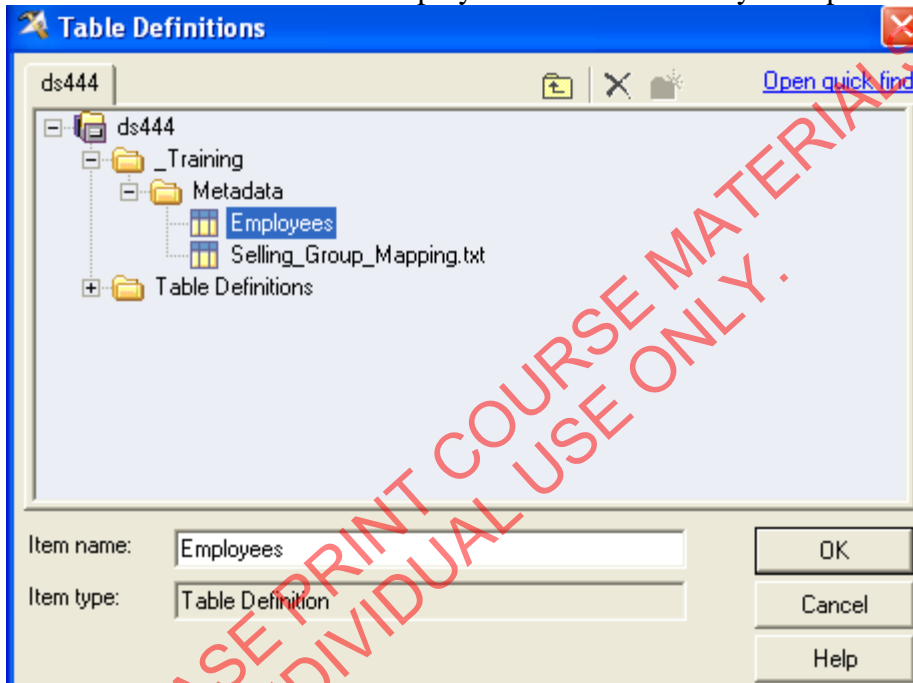 Table Definitions
ds444
Open quick find
ds444
_Training
Metadata
Employees
Selling_Group_Mapping.txt
Table Definitions
Item name: Employees
OK
Item type: Table Definition
Cancel
Help
PRINT COURSE MATERIALS
USE ONLY.